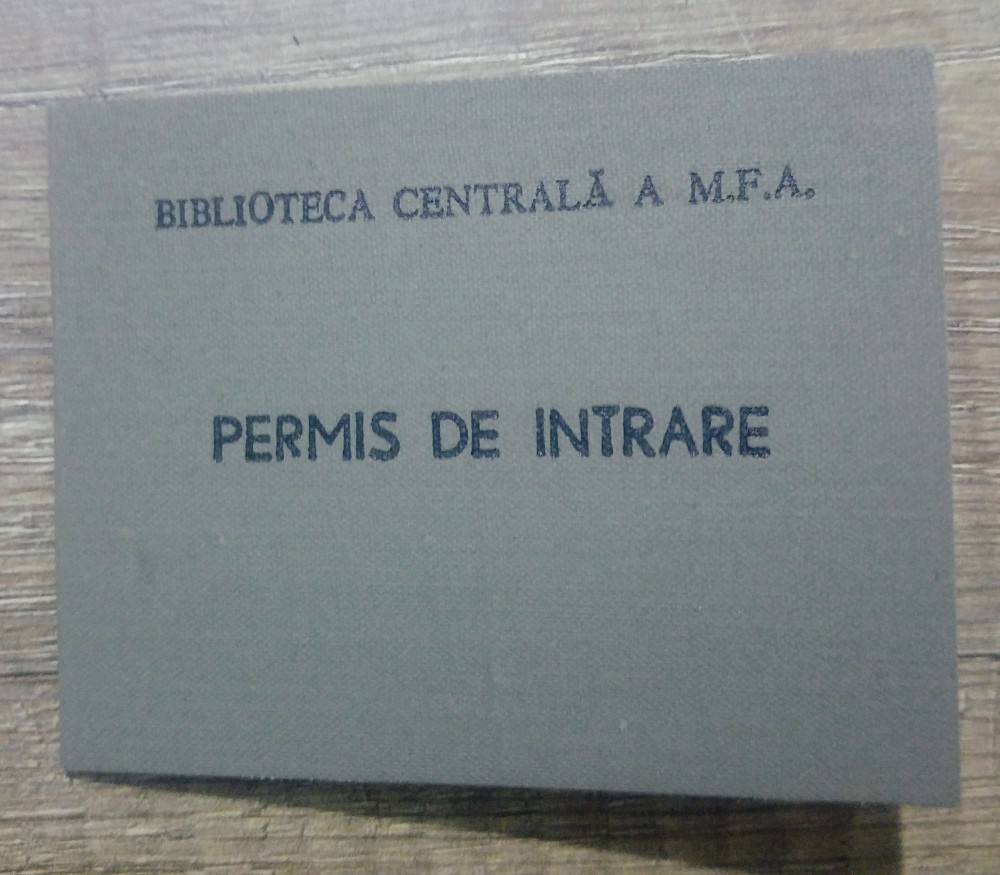 BIBLIOTECA CENTRALĂ A M.F.A.
PERMIS DE INTRARE